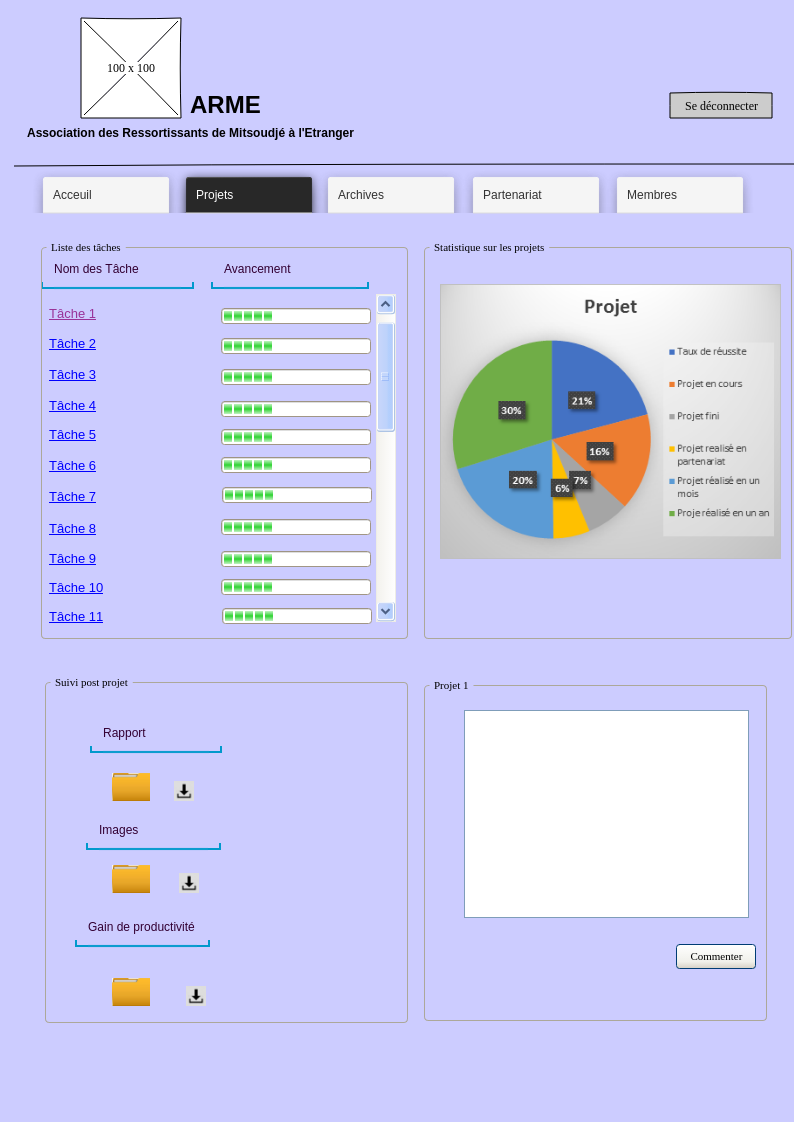 100 x 100
ARME
Se déconnecter
Association des Ressortissants de Mitsoudjé à l'Etranger
Acceuil
Projets
Archives
Partenariat
Membres
Liste des tâches
Nom des Tâche
Avancement
Tâche 1
Tâche 2
Tâche 3
Tâche 4
Tâche 5
Tâche 6
Tâche 7
Tâche 8
Tâche 9
Tâche 10
Tâche 11
Statistique sur les projets
Projet
21%
16%
7%
6%
20%
30%
Taux de réussite
Projet en cours
Projet fini
Projet realisè en
partenariat
Projet réalisé en un
mois
Proje réalisé en un an
Suivi post projet
Rapport
Images
Gain de productivité
Projet 1
Commenter